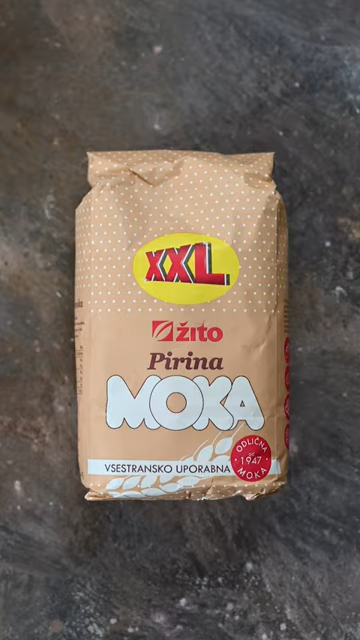 XXL
žito
Pirina
MOKA
VSESTRANSKO UPORABNA
ODLIČNA
1947
MOKA